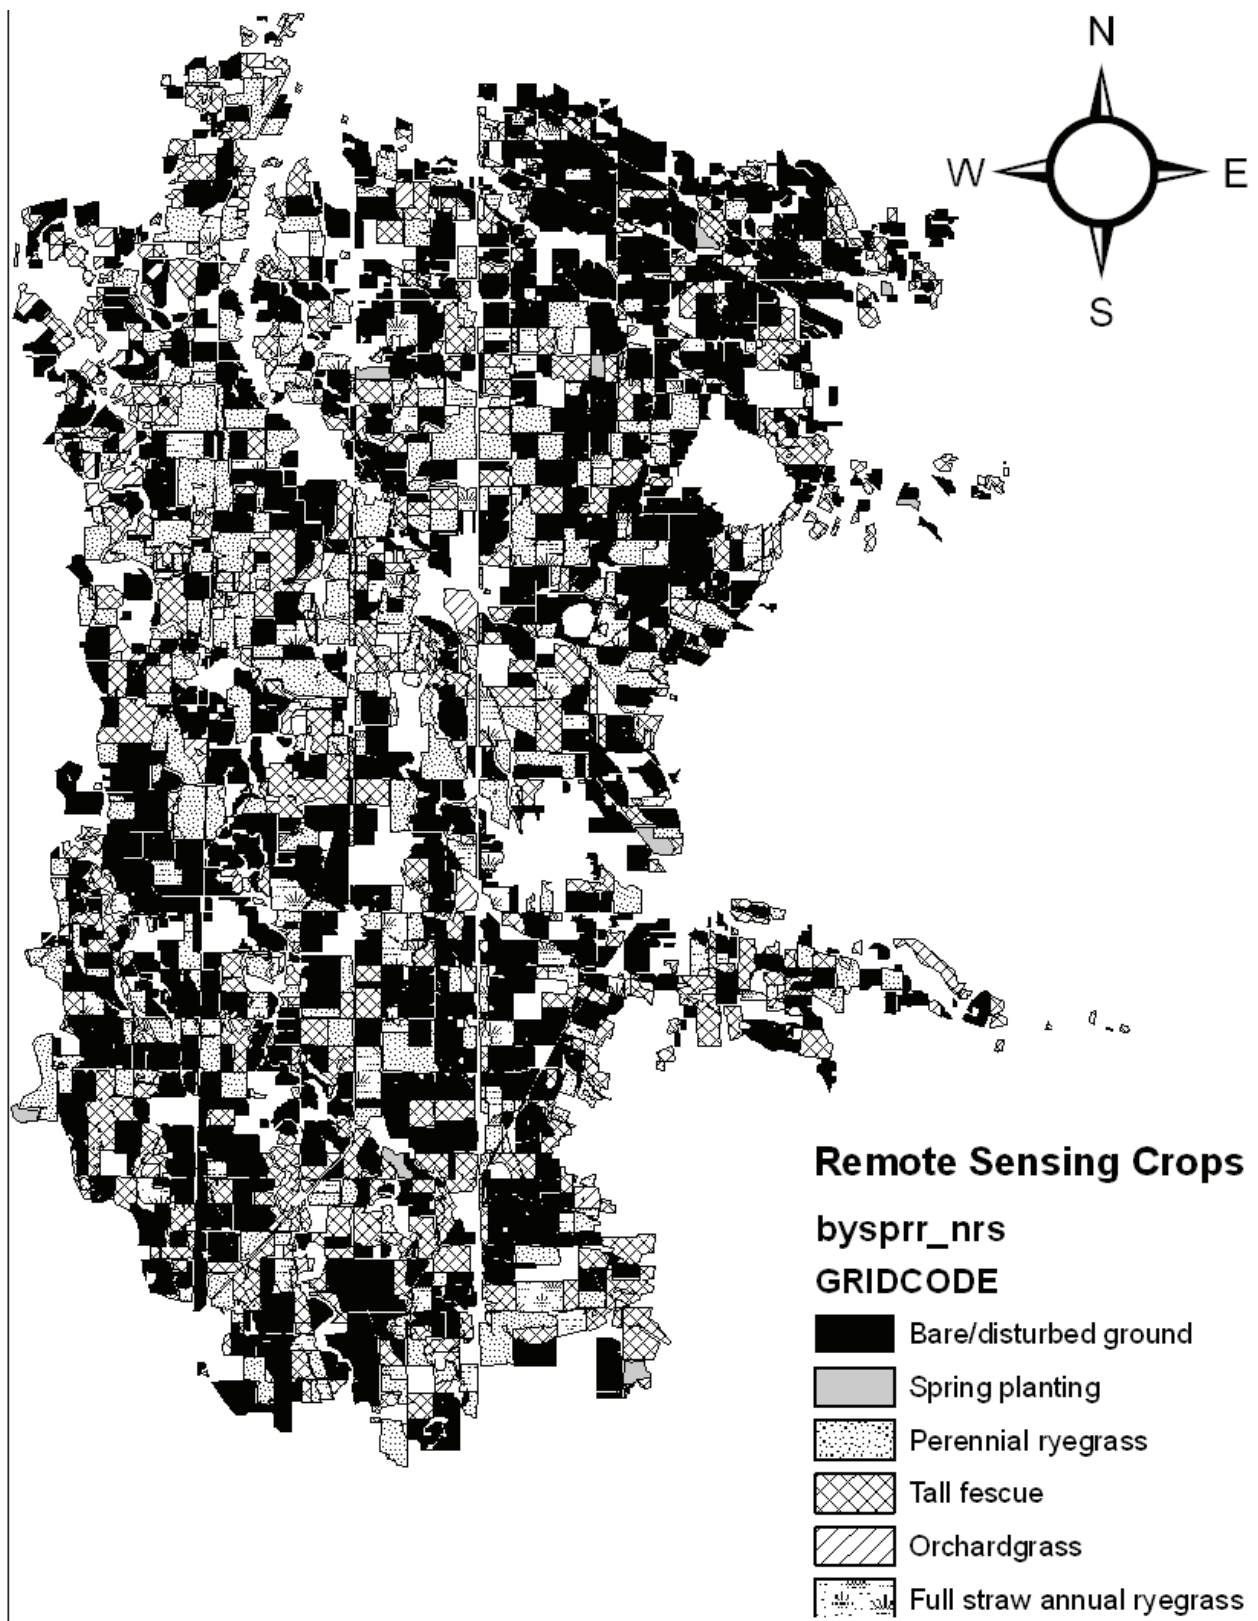 N
W
E
S
Remote Sensing Crops
bysprr_nrs
GRIDCODE
Bare/disturbed ground
Spring planting
Perennial ryegrass
Tall fescue
Orchardgrass
Full straw annual ryegrass